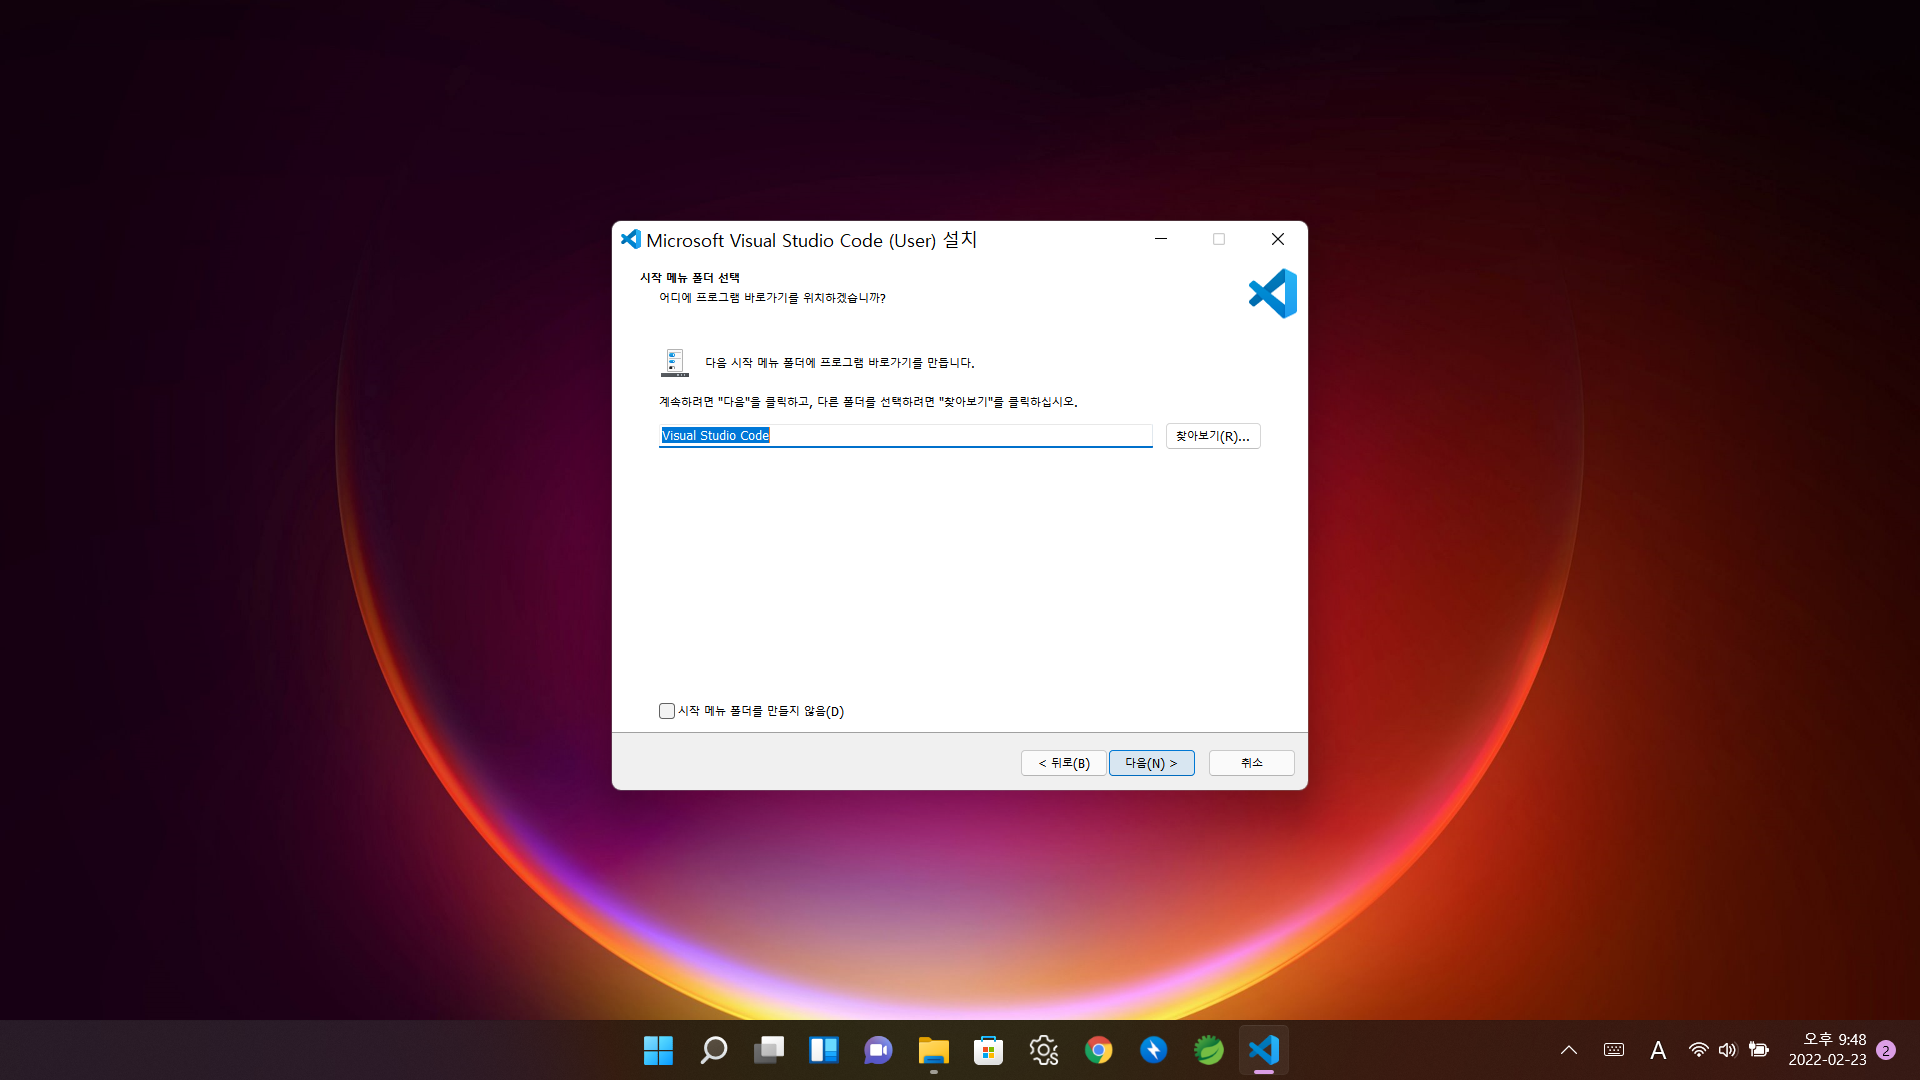 Microsoft Visual Studio Code (User) 설치
시작 메뉴 폴더 선택
어디에 프로그램 바로가기를 위치하겠습니까?
다음 시작 메뉴 폴더에 프로그램 바로가기를 만듭니다.
계속하려면 "다음"을 클릭하고, 다른 폴더를 선택하려면 "찾아보기"를 클릭하십시오.
Visual Studio Code
찾아보기(R)...
시작 메뉴 폴더를 만들지 않음(D)
< 뒤로(B)
다음(N) >
취소
A
오후 9:48
2022-02-23
2